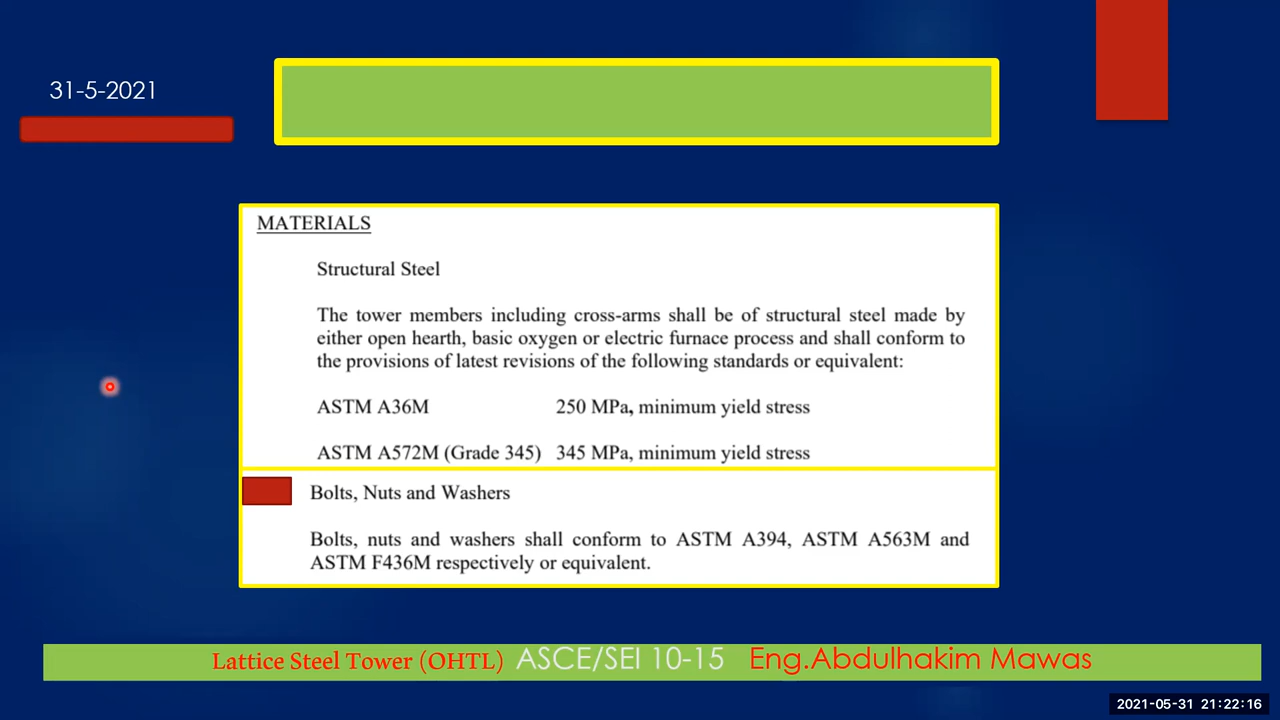 31-5-2021
MATERIALS
Structural Steel
The tower members including cross-arms shall be of structural steel made by
either open hearth, basic oxygen or electric furnace process and shall conform to
the provisions of latest revisions of the following standards or equivalent:
ASTM A36M 250 MPa, minimum yield stress
ASTM A572M (Grade 345) 345 MPa, minimum yield stress
Bolts, Nuts and Washers
Bolts, nuts and washers shall conform to ASTM A394, ASTM A563M and
ASTM F436M respectively or equivalent.
Lattice Steel Tower (OHTL) ASCE/SEI 10-15 Eng.Abdulhakim Mawas
2021-05-31 21:22:16